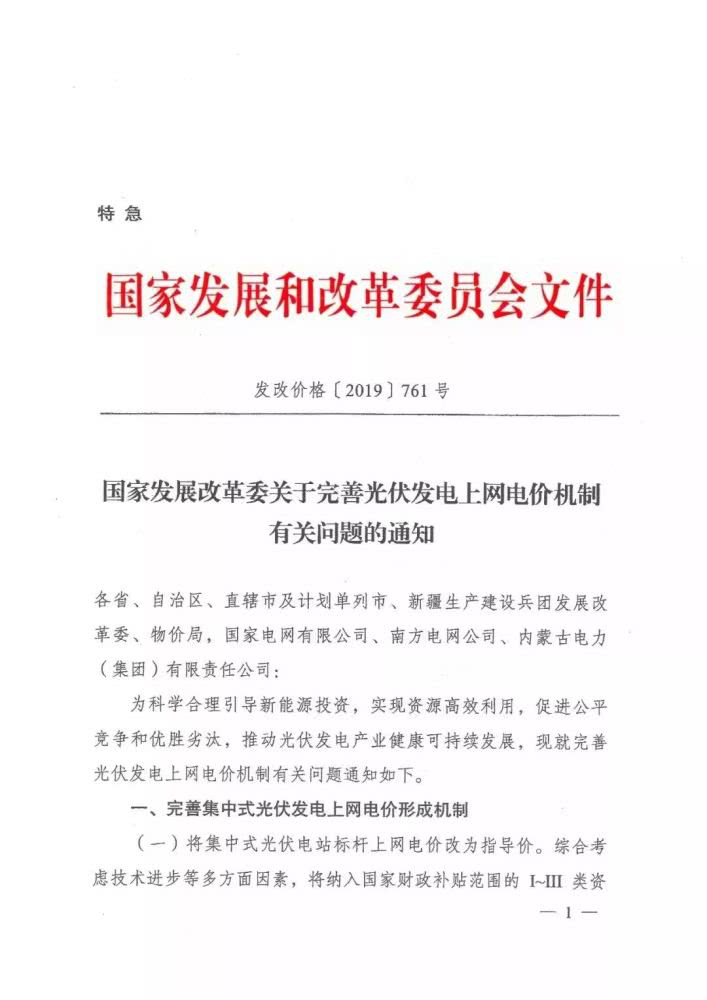 特 急
国家发展和改革委员会文件
发改价格〔2019〕761 号
国家发展改革委关于完善光伏发电上网电价机制
有关问题的通知
各省、自治区、直辖市及计划单列市、新疆生产建设兵团发展改
革委、物价局，国家电网有限公司、南方电网公司、内蒙古电力
（集团）有限责任公司：
为科学合理引导新能源投资，实现资源高效利用，促进公平
竞争和优胜劣汰，推动光伏发电产业健康可持续发展，现就完善
光伏发电上网电价机制有关问题通知如下。
一、完善集中式光伏发电上网电价形成机制
（一）将集中式光伏电站标杆上网电价改为指导价。综合考
虑技术进步等多方面因素，将纳入国家财政补贴范围的 I~III 类资
— 1 —